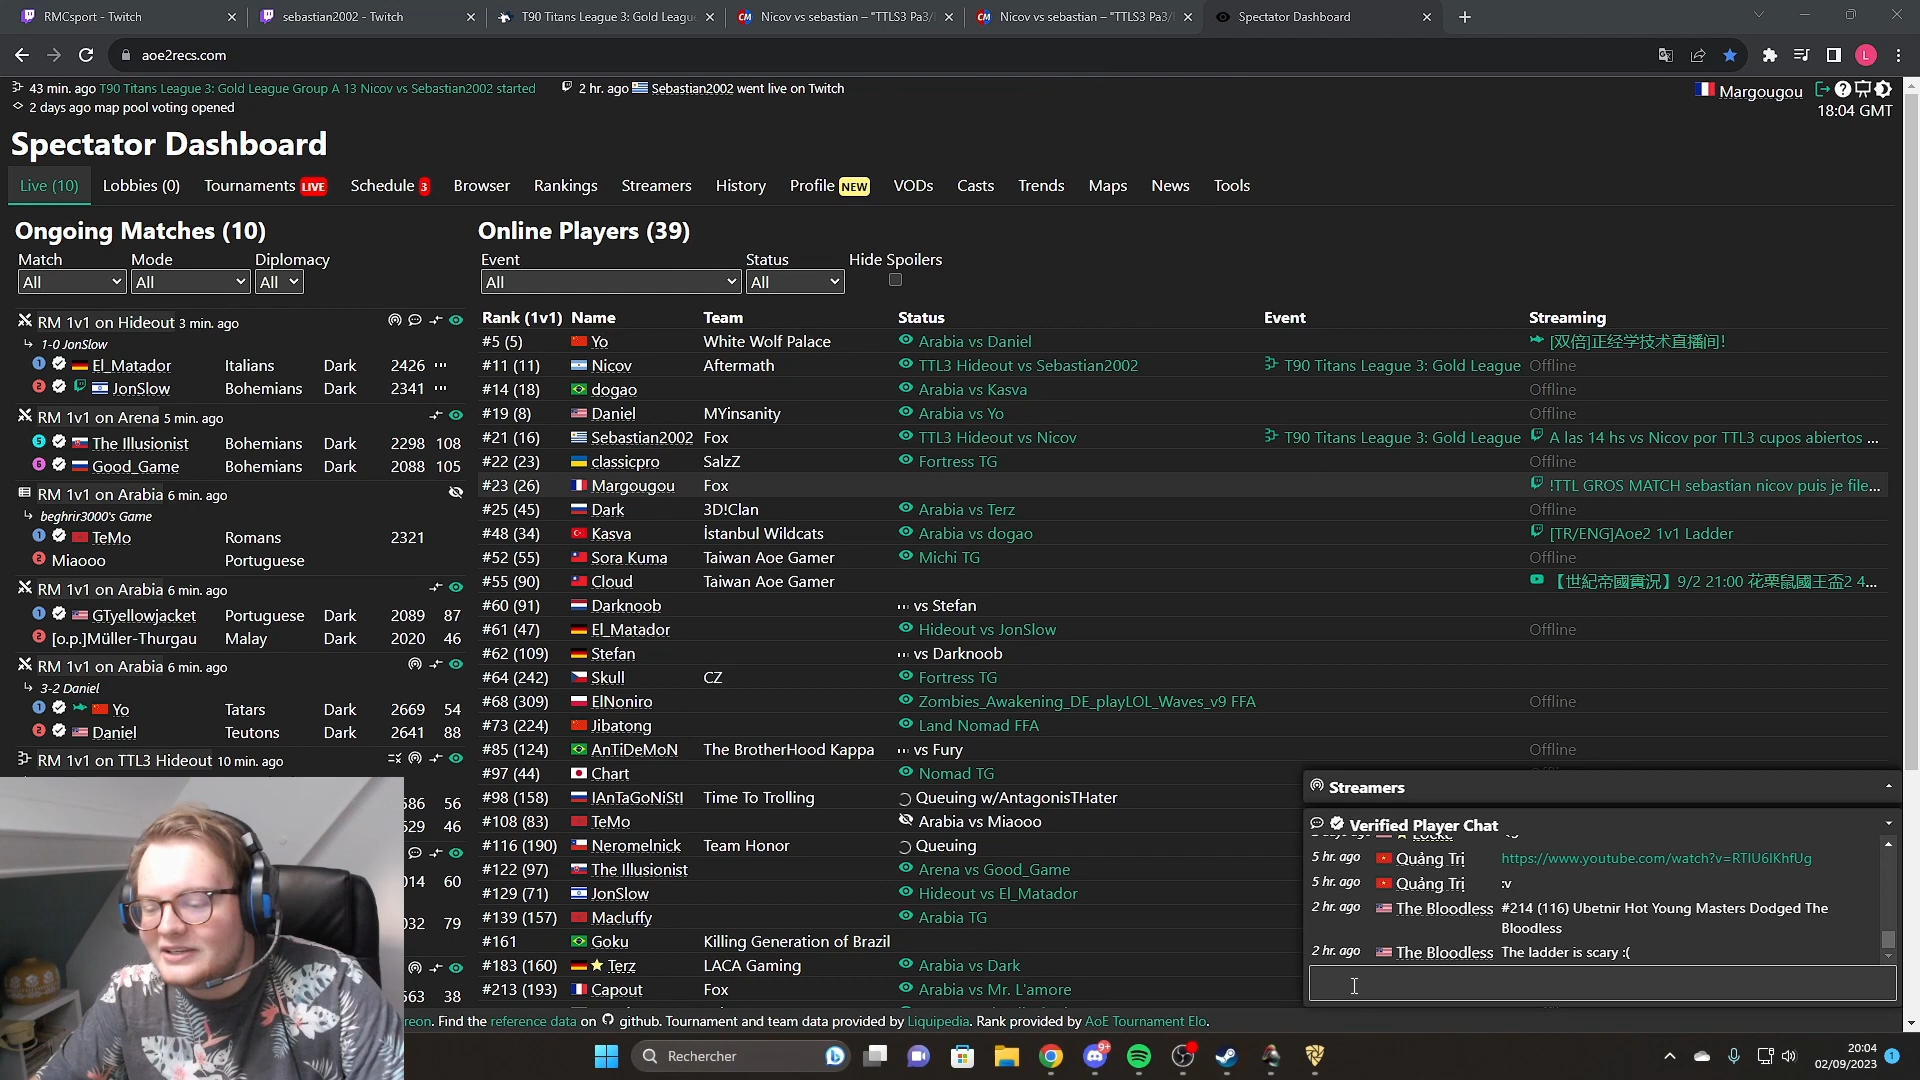 RMCsport - Twitch
sebastian2002 - Twitch
T90 Titans League 3: Gold Leagu
Nicov vs sebastian – "TTLS3 Pa3/
Nicov vs sebastian – "TTLS3 Pa3/
Spectator Dashboard
aoe2recs.com
L
43 min. ago T90 Titans League 3: Gold League Group A 13 Nicov vs Sebastian2002 started
2 hr. ago Sebastian2002 went live on Twitch
2 days ago map pool voting opened
Margougou
18:04 GMT
Spectator Dashboard
Live (10) Lobbies (0) Tournaments LIVE Schedule 3 Browser Rankings Streamers History Profile NEW VODs Casts Trends Maps News Tools
Ongoing Matches (10)
Match Mode Diplomacy
All All All
RM 1v1 on Hideout 3 min. ago
1-0 JonSlow
1 El_Matador Italians Dark 2426 ...
2 JonSlow Bohemians Dark 2341 ...
RM 1v1 on Arena 5 min. ago
5 The Illusionist Bohemians Dark 2298 108
6 Good_Game Bohemians Dark 2088 105
RM 1v1 on Arabia 6 min. ago
beghrir3000's Game
1 TeMo Romans 2321
2 Miaooo Portuguese
RM 1v1 on Arabia 6 min. ago
1 GTyellowjacket Portuguese Dark 2089 87
2 [o.p.]Müller-Thurgau Malay Dark 2020 46
RM 1v1 on Arabia 6 min. ago
3-2 Daniel
1 Yo Tatars Dark 2669 54
2 Daniel Teutons Dark 2641 88
RM 1v1 on TTL3 Hideout 10 min. ago
586 56
529 46
014 60
032 79
563 38
Online Players (39)
Event Status Hide Spoilers
All All
Rank (1v1) Name Team Status Event Streaming
#5 (5) Yo White Wolf Palace Arabia vs Daniel [双倍]正经学技术直播间!
#11 (11) Nicov Aftermath TTL3 Hideout vs Sebastian2002 T90 Titans League 3: Gold League Offline
#14 (18) dogao Arabia vs Kasva Offline
#19 (8) Daniel MYinsanity Arabia vs Yo Offline
#21 (16) Sebastian2002 Fox TTL3 Hideout vs Nicov T90 Titans League 3: Gold League A las 14 hs vs Nicov por TTL3 cupos abiertos ...
#22 (23) classicpro SalzZ Fortress TG Offline
#23 (26) Margougou Fox !TTL GROS MATCH sebastian nicov puis je file...
#25 (45) Dark 3D!Clan Arabia vs Terz Offline
#48 (34) Kasva İstanbul Wildcats Arabia vs dogao [TR/ENG]Aoe2 1v1 Ladder
#52 (55) Sora Kuma Taiwan Aoe Gamer Michi TG Offline
#55 (90) Cloud Taiwan Aoe Gamer 【世紀帝國實況】9/2 21:00 花栗鼠國王盃2 4...
#60 (91) Darknoob ... vs Stefan
#61 (47) El_Matador Hideout vs JonSlow Offline
#62 (109) Stefan ... vs Darknoob
#64 (242) Skull CZ Fortress TG
#68 (309) ElNoniro Zombies_Awakening_DE_playLOL_Waves_v9 FFA Offline
#73 (224) Jibatong Land Nomad FFA
#85 (124) AnTiDeMoN The BrotherHood Kappa ... vs Fury Offline
#97 (44) Chart Nomad TG
#98 (158) IAnTaGoNiStI Time To Trolling Queuing w/AntagonisTHater
#108 (83) TeMo Arabia vs Miaooo
#116 (190) Neromelnick Team Honor Queuing
#122 (97) The Illusionist Arena vs Good_Game
#129 (71) JonSlow Hideout vs El_Matador
#139 (157) Macluffy Arabia TG
#161 Goku Killing Generation of Brazil
#183 (160) Terz LACA Gaming Arabia vs Dark
#213 (193) Capout Fox Arabia vs Mr. L'amore
Streamers
Verified Player Chat
5 hr. ago Quảng Trị https://www.youtube.com/watch?v=RTIU6IKhfUg
5 hr. ago Quảng Trị :v
2 hr. ago The Bloodless #214 (116) Ubetnir Hot Young Masters Dodged The
Bloodless
2 hr. ago The Bloodless The ladder is scary :(
reon. Find the reference data on github. Tournament and team data provided by Liquipedia. Rank provided by AoE Tournament Elo.
Rechercher
9+
20:04
02/09/2023
1